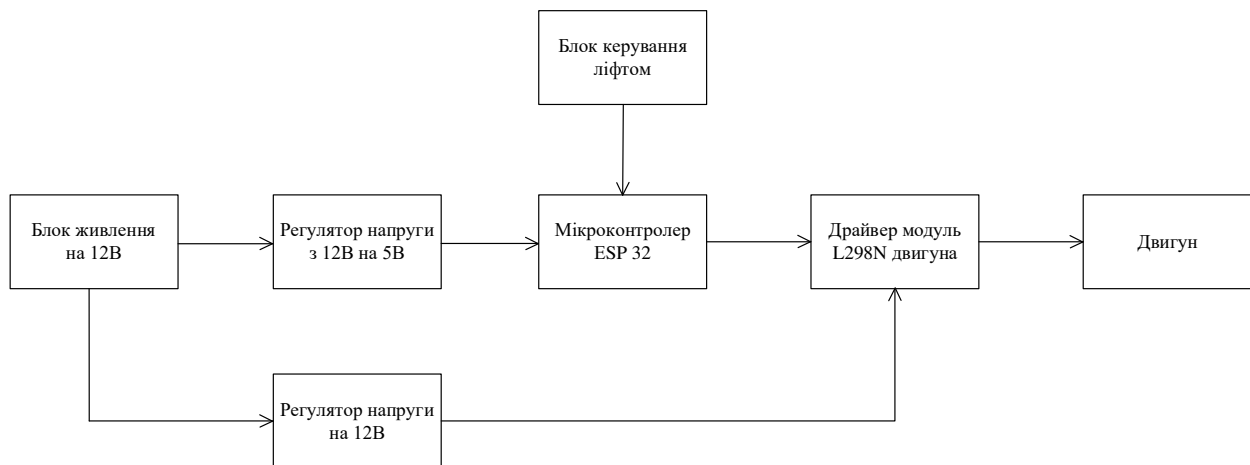 Блок керування
ліфтом
Блок живлення
на 12В
Регулятор напруги
з 12В на 5В
Мікроконтролер
ESP 32
Драйвер модуль
L298N двигуна
Двигун
Регулятор напруги
на 12В